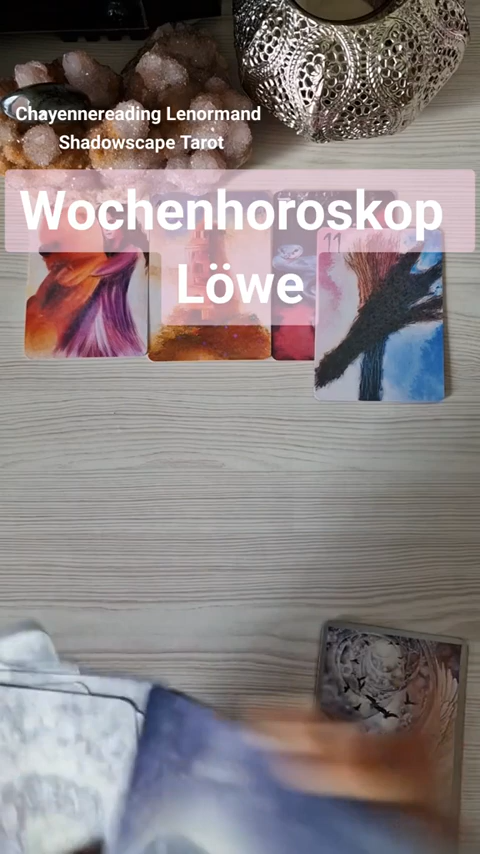 Chayennereading Lenormand
Shadowscape Tarot
Wochenhoroskop
Löwe
11